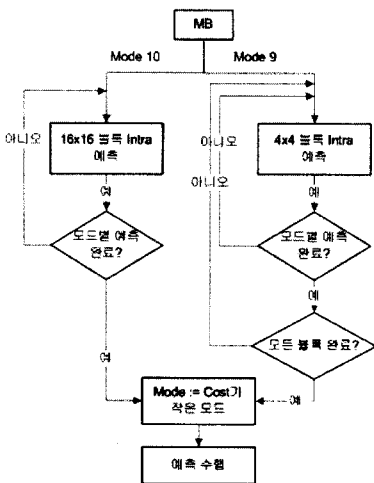 MB
Mode 10
Mode 9
16x16 블록 Intra
예측
4x4 블록 Intra
예측
아니오
아니오
아니오
예
예
모드별 예측
완료?
모드별 예측
완료?
예
모든 블록 완료?
예
예
Mode := Cost가
작은 모드
예측 수행